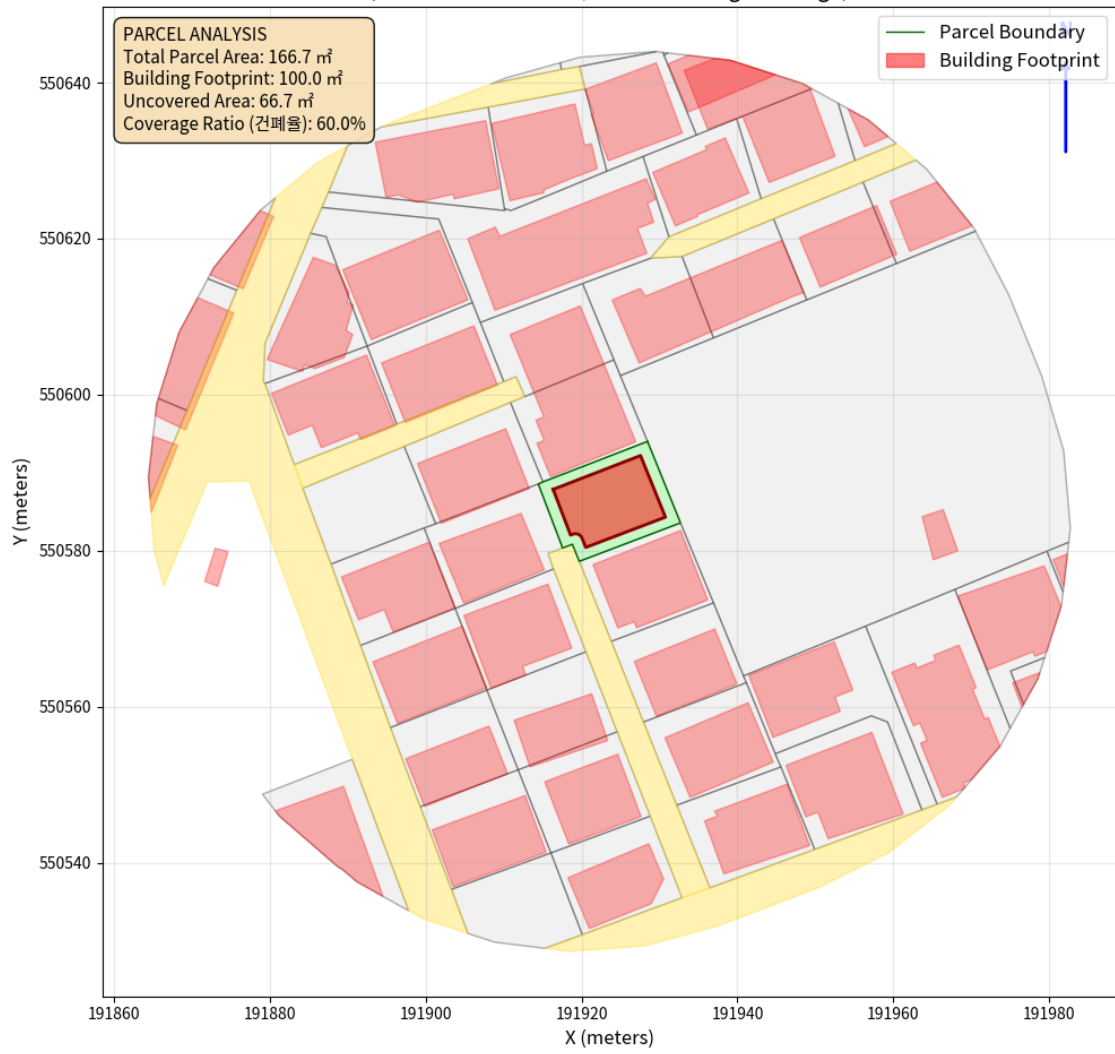 PARCEL ANALYSIS
Total Parcel Area: 166.7 ㎡
Building Footprint: 100.0 ㎡
Uncovered Area: 66.7 ㎡
Coverage Ratio (건폐율): 60.0%
Parcel Boundary
Building Footprint
N
550640
550620
550600
550580
550560
550540
Y (meters)
191860
191880
191900
191920
191940
191960
191980
X (meters)